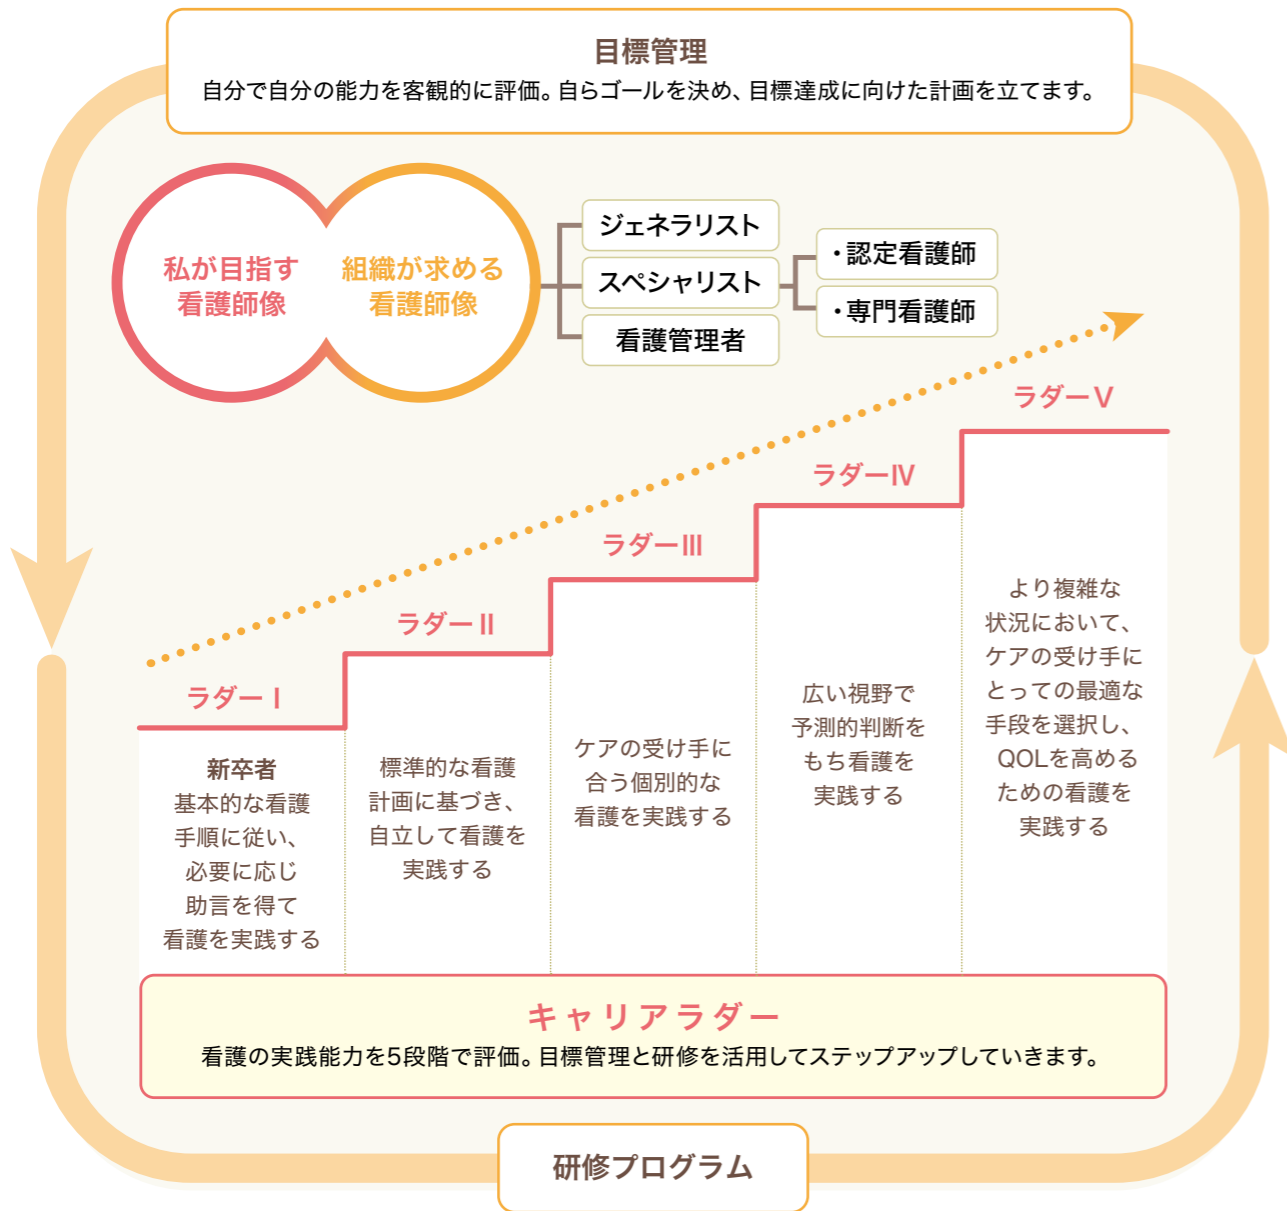 目標管理
自分で自分の能力を客観的に評価。自らゴールを決め、目標達成に向けた計画を立てます。
私が目指す
看護師像
組織が求める
看護師像
ジェネラリスト
スペシャリスト
看護管理者
・認定看護師
・専門看護師
ラダーⅠ
新卒者
基本的な看護
手順に従い、
必要に応じ
助言を得て
看護を実践する
ラダーⅡ
標準的な看護
計画に基づき、
自立して看護を
実践する
ラダーⅢ
ケアの受け手に
合う個別的な
看護を実践する
ラダーⅣ
広い視野で
予測的判断を
もち看護を
実践する
ラダーⅤ
より複雑な
状況において、
ケアの受け手に
とっての最適な
手段を選択し、
QOLを高める
ための看護を
実践する
キャリアラダー
看護の実践能力を5段階で評価。目標管理と研修を活用してステップアップしていきます。
研修プログラム